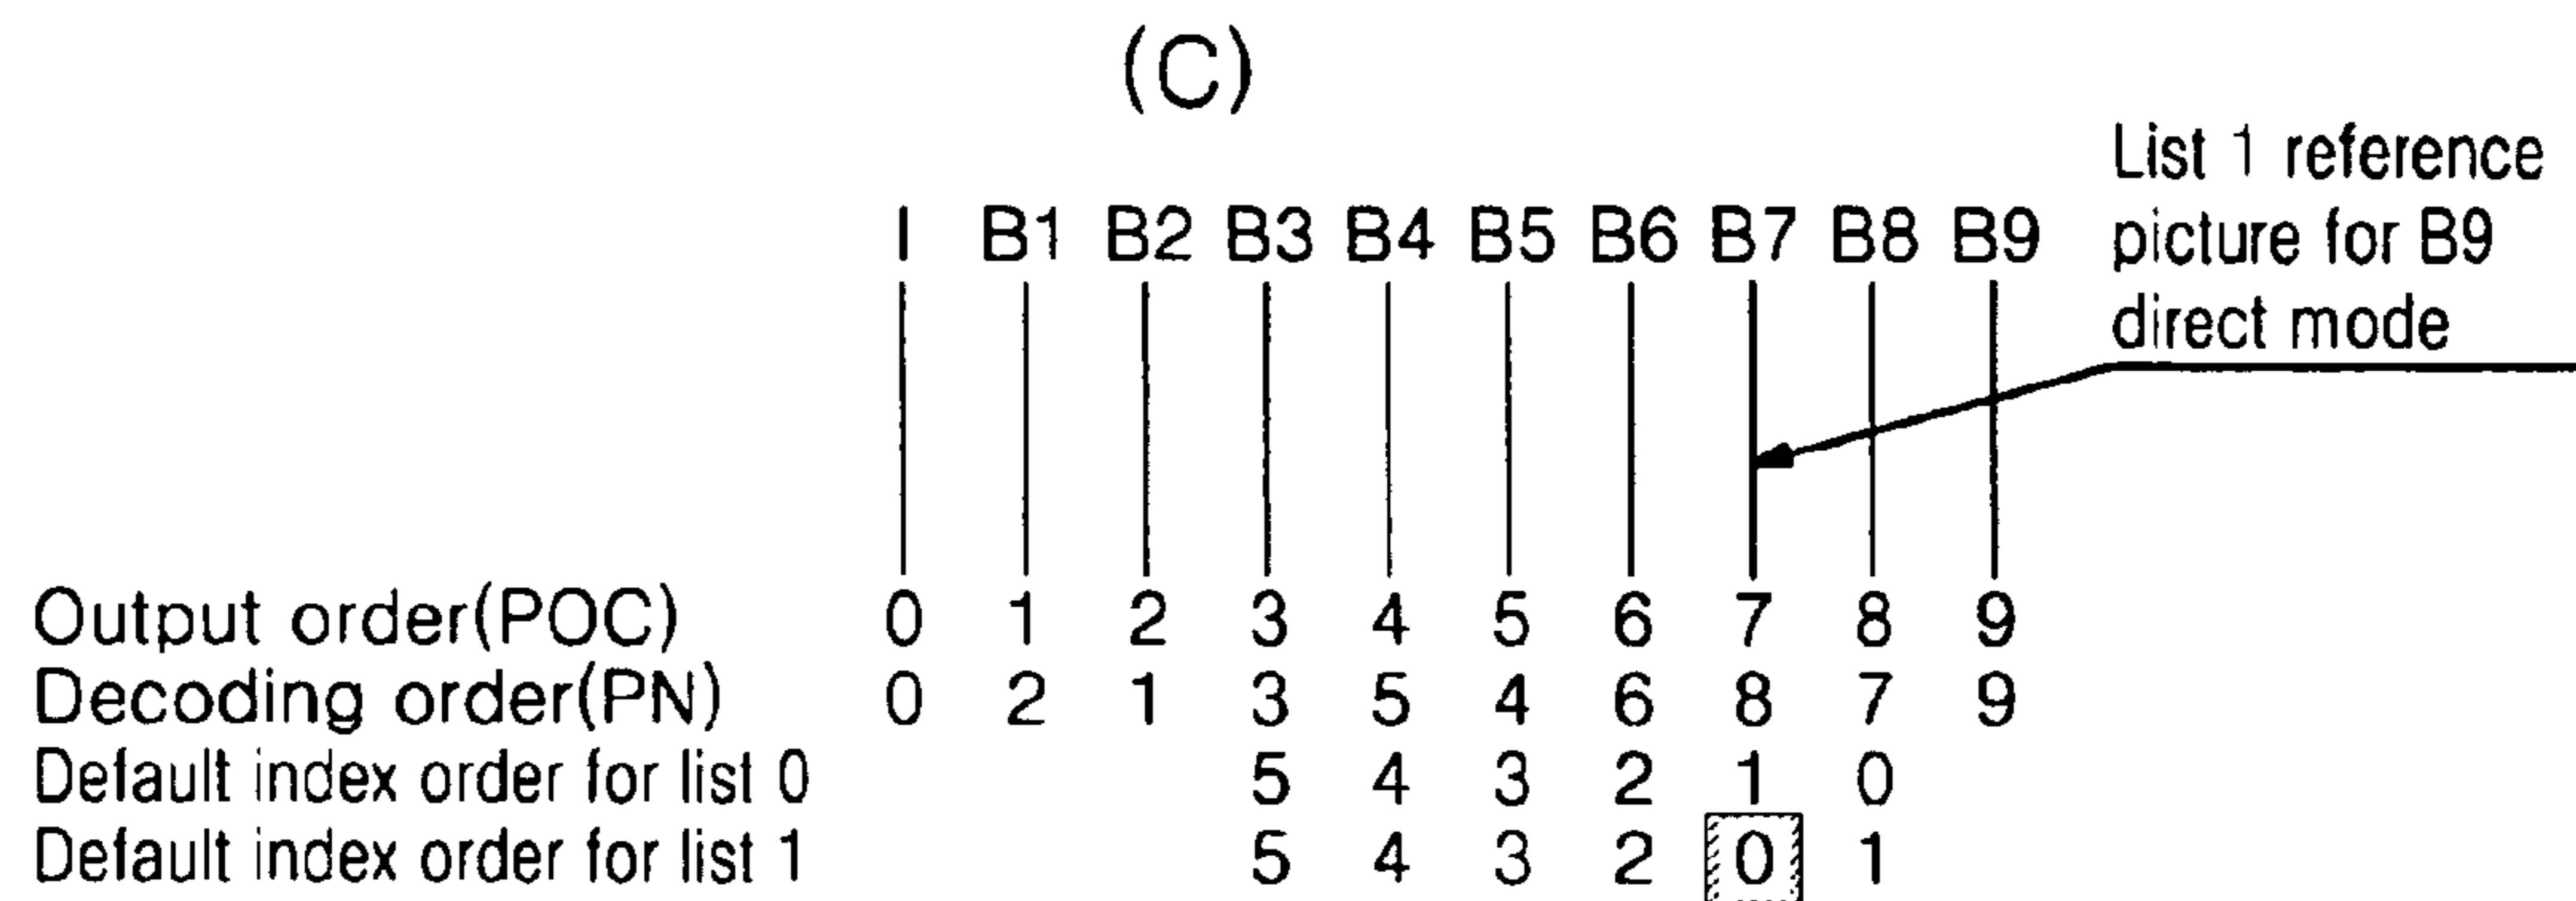 (C)
List 1 reference
picture for B9
direct mode
I B1 B2 B3 B4 B5 B6 B7 B8 B9
Output order(POC) 0 1 2 3 4 5 6 7 8 9
Decoding order(PN) 0 2 1 3 5 4 6 8 7 9
Default index order for list 0 5 4 3 2 1 0
Default index order for list 1 5 4 3 2 0 1